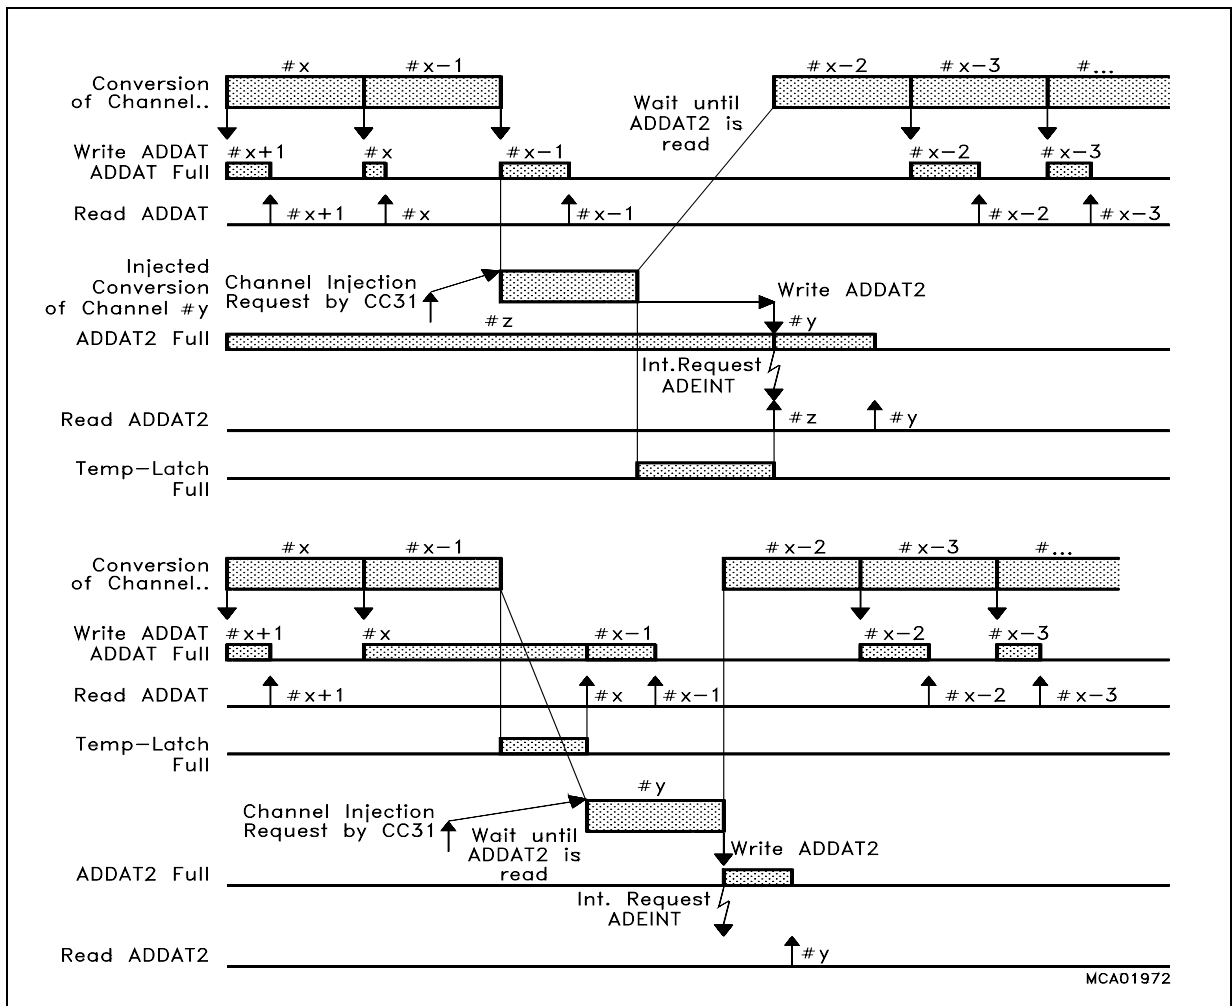 #x #x-1 #x-2 #x-3 #...
Conversion
of Channel..
Wait until
ADDAT2 is
read
Write ADDAT #x+1 #x #x-1 #x-2 #x-3
ADDAT Full
Read ADDAT #x+1 #x #x-1 #x-2 #x-3
Injected
Conversion
of Channel #y
Channel Injection
Request by CC31
Write ADDAT2
#z #y
ADDAT2 Full
Int.Request
ADEINT
Read ADDAT2 #z #y
Temp-Latch
Full
#x #x-1 #x-2 #x-3 #...
Conversion
of Channel..
Write ADDAT #x+1 #x #x-1 #x-2 #x-3
ADDAT Full
Read ADDAT #x+1 #x #x-1 #x-2 #x-3
Temp-Latch
Full
#y
Channel Injection
Request by CC31
Wait until
ADDAT2 is
read
Write ADDAT2
ADDAT2 Full
Int. Request
ADEINT
Read ADDAT2 #y
MCA01972